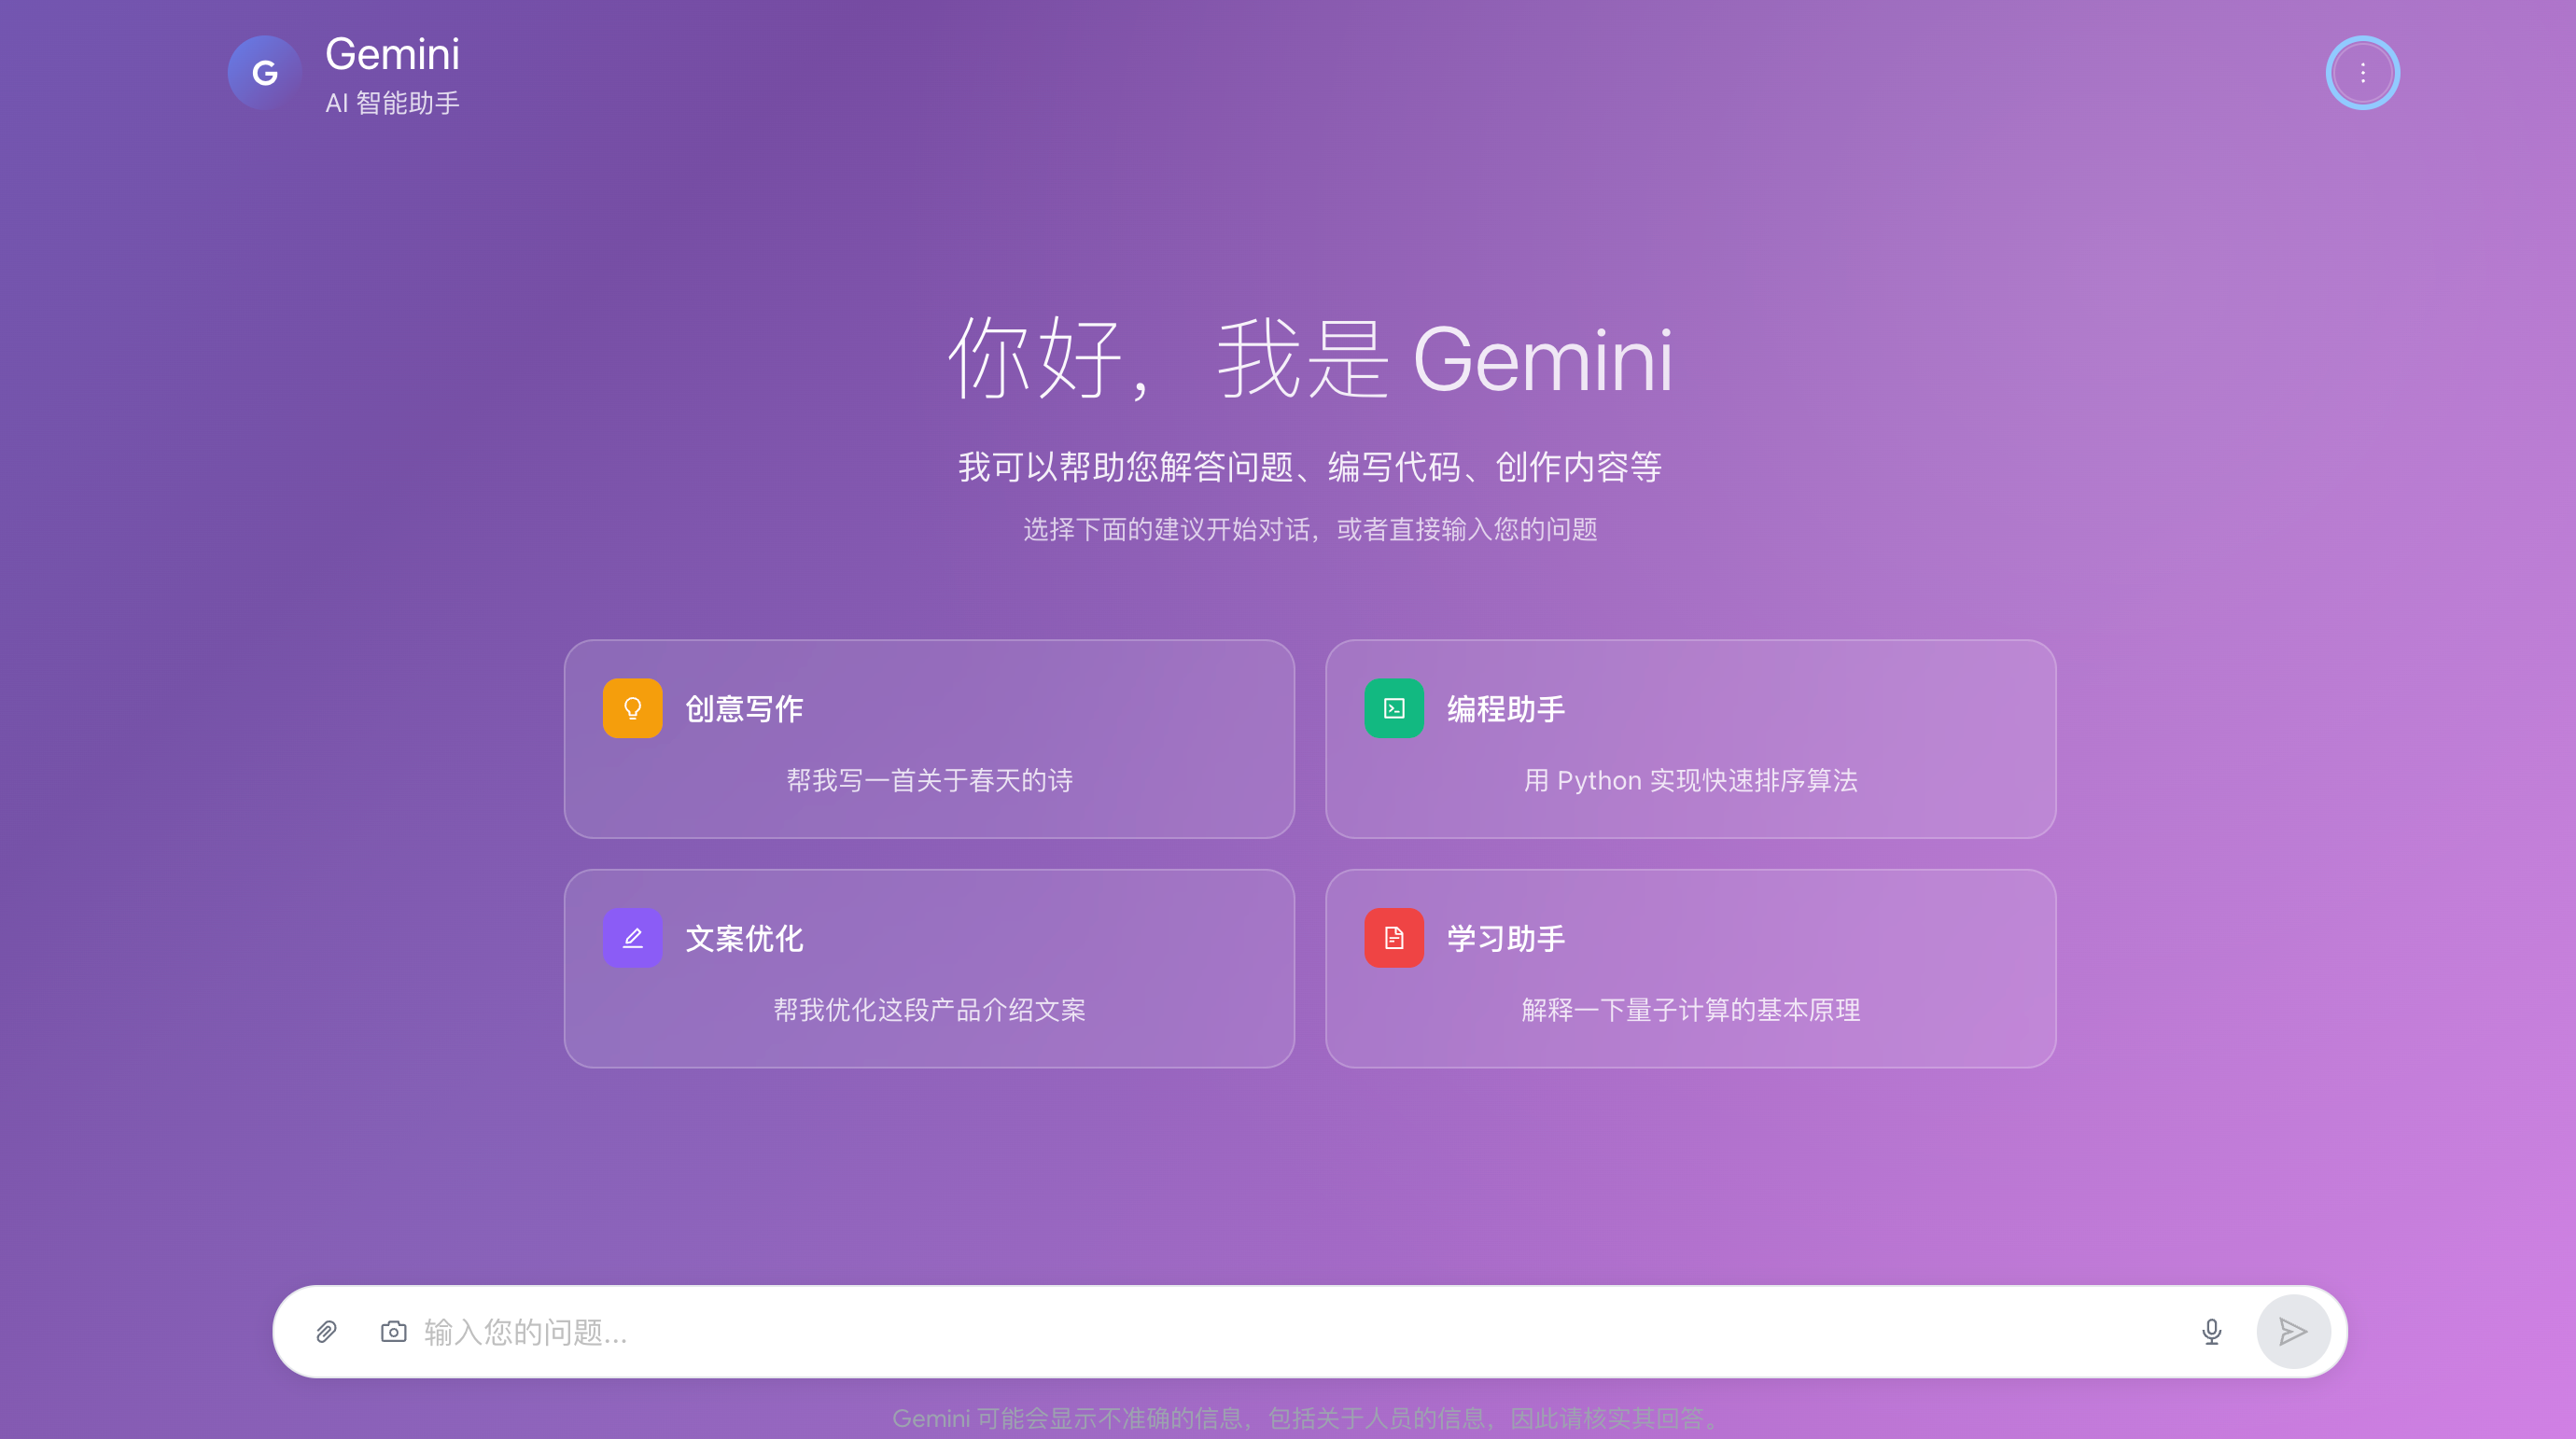 G
Gemini
AI 智能助手
你好，我是 Gemini
我可以帮助您解答问题、编写代码、创作内容等
选择下面的建议开始对话，或者直接输入您的问题
创意写作
帮我写一首关于春天的诗
编程助手
用 Python 实现快速排序算法
文案优化
帮我优化这段产品介绍文案
学习助手
解释一下量子计算的基本原理
输入您的问题...
Gemini 可能会显示不准确的信息，包括关于人员的信息，因此请核实其回答。